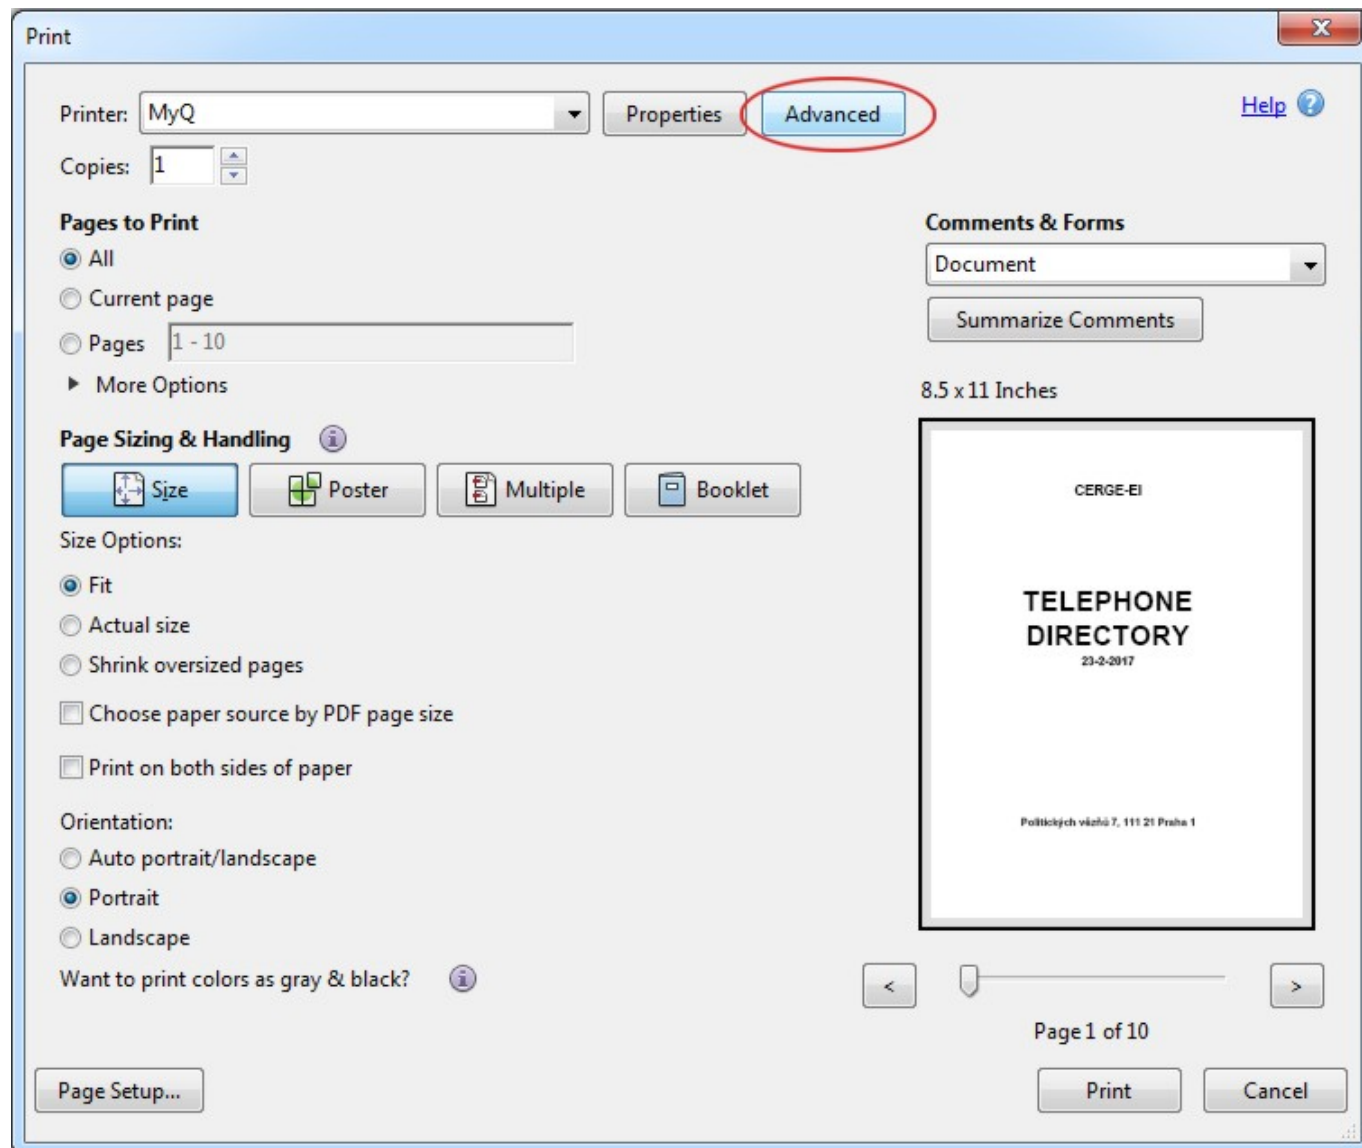 Print
X
Printer: MyQ Properties Advanced Help ?
Copies: 1
Pages to Print
All
Current page
Pages 1 - 10
More Options
Comments & Forms
Document
Summarize Comments
8.5 x 11 Inches
Page Sizing & Handling i
Size Poster Multiple Booklet
Size Options:
Fit
Actual size
Shrink oversized pages
Choose paper source by PDF page size
Print on both sides of paper
Orientation:
Auto portrait/landscape
Portrait
Landscape
Want to print colors as gray & black? i
CERGE-EI
TELEPHONE
DIRECTORY
23-2-2017
Politických vězňů 7, 111 21 Praha 1
< >
Page 1 of 10
Page Setup... Print Cancel